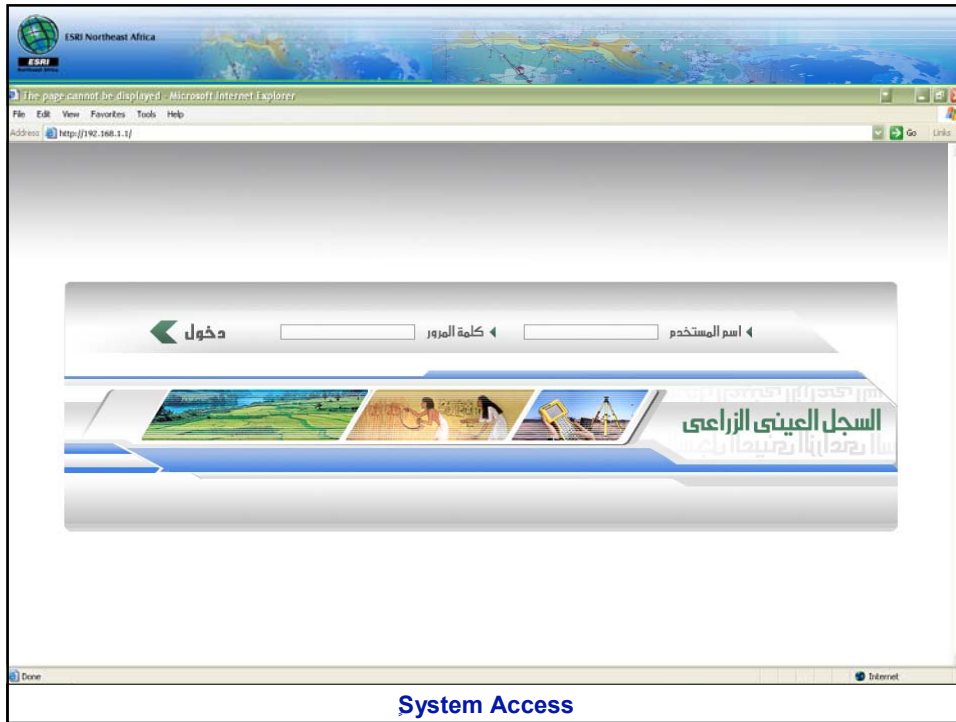 ESRI Northeast Africa
ESRI
Northeast Africa
The page cannot be displayed - Microsoft Internet Explorer
File Edit View Favorites Tools Help
Address http://192.168.1.1/ Go Links
اسم المستخدم كلمة المرور دخول
السجل العينى الزراعى
Done Internet
System Access